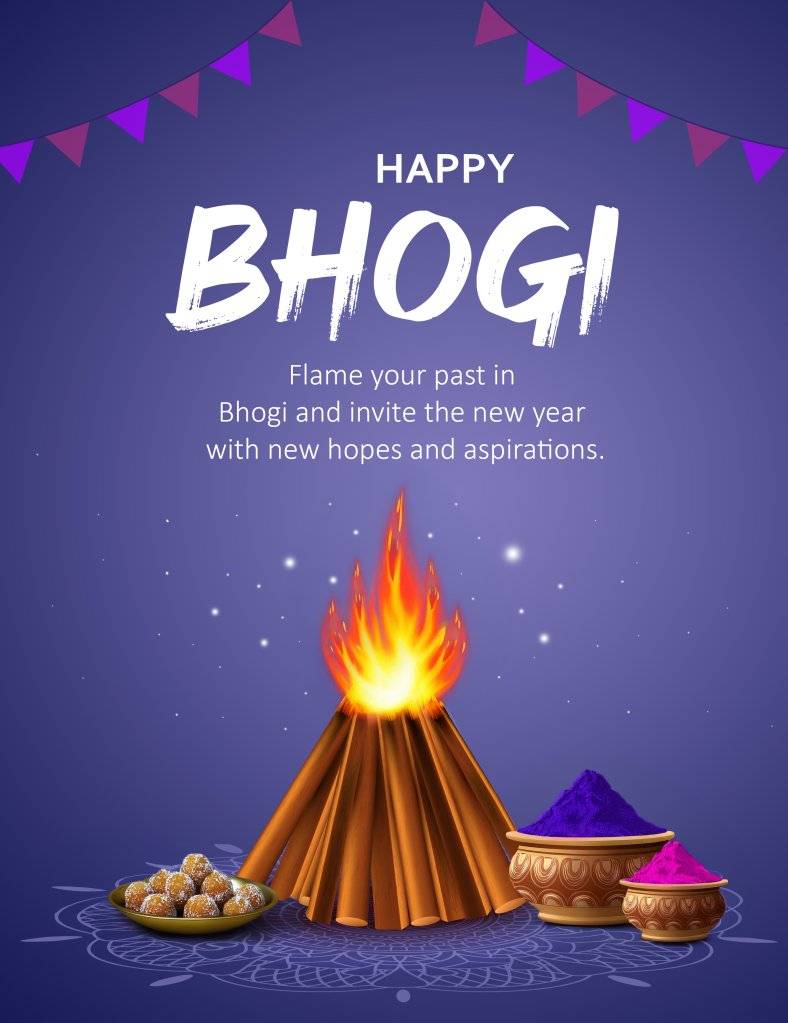 HAPPY
BHOGI
Flame your past in
Bhogi and invite the new year
with new hopes and aspirations.